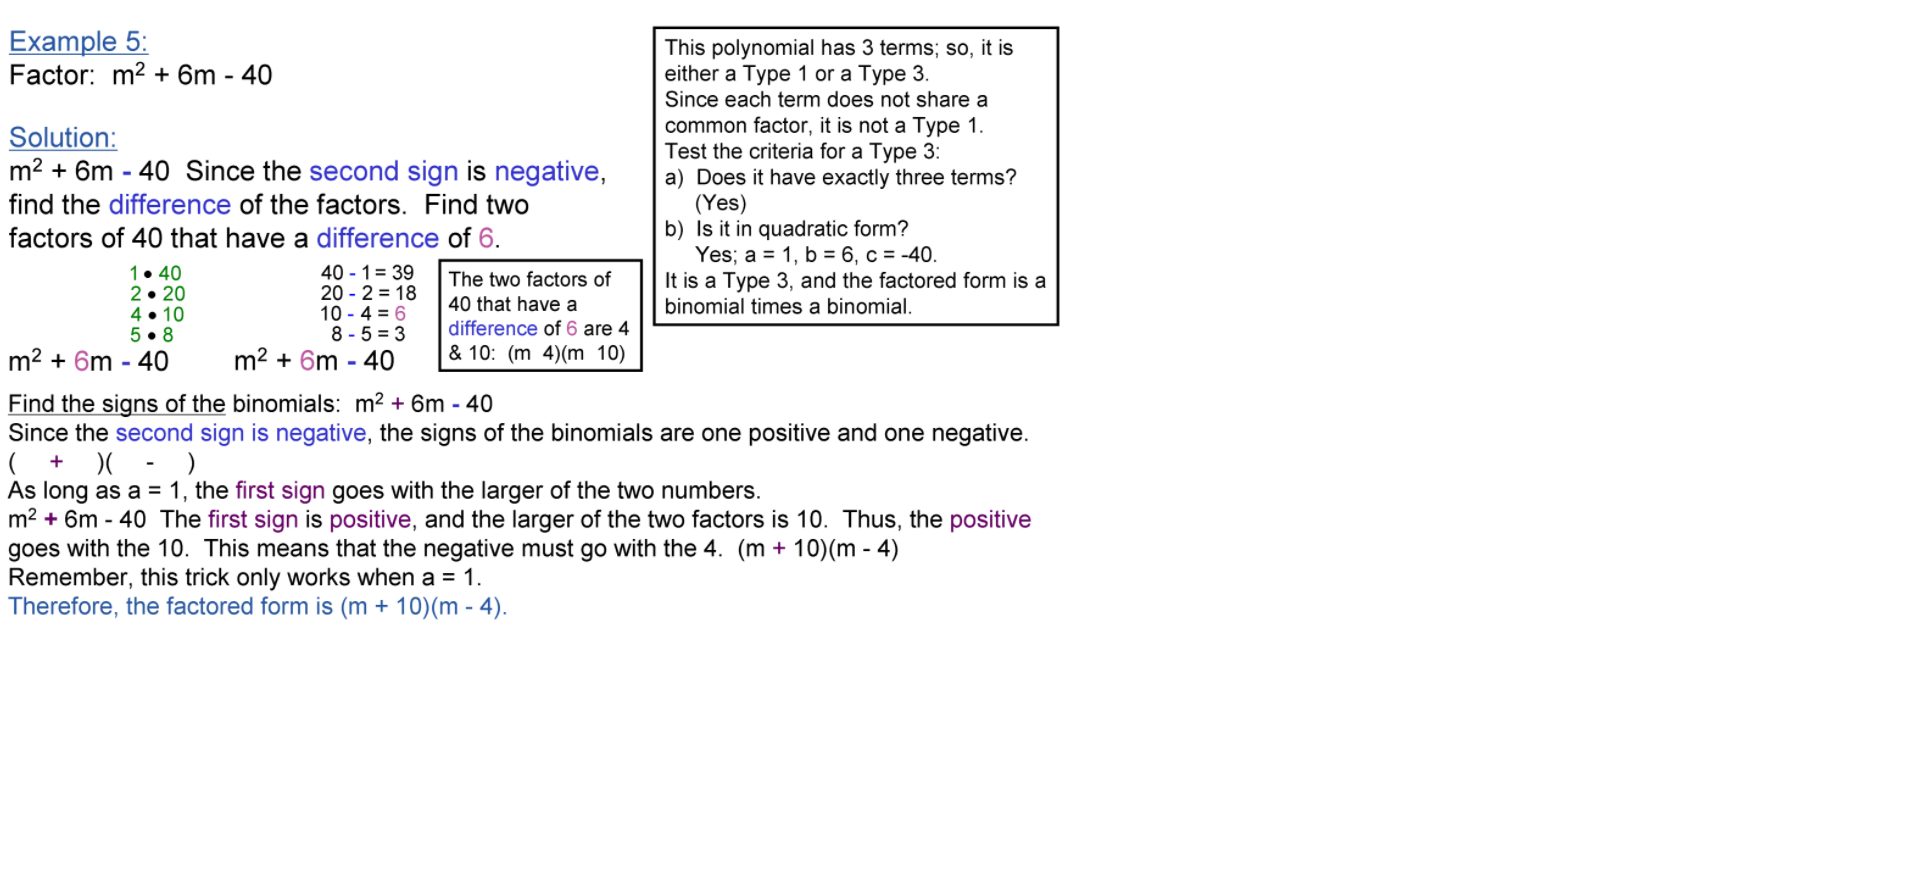 Example 5:
Factor:  m² + 6m - 40
Solution:
m² + 6m - 40  Since the second sign is negative,
find the difference of the factors.  Find two
factors of 40 that have a difference of 6.
1 • 40
2 • 20
4 • 10
5 • 8
40 - 1 = 39
20 - 2 = 18
10 - 4 = 6
8 - 5 = 3
m² + 6m - 40
m² + 6m - 40
The two factors of
40 that have a
difference of 6 are 4
& 10:  (m  4)(m  10)
This polynomial has 3 terms; so, it is
either a Type 1 or a Type 3.
Since each term does not share a
common factor, it is not a Type 1.
Test the criteria for a Type 3:
a)  Does it have exactly three terms?
(Yes)
b)  Is it in quadratic form?
Yes; a = 1, b = 6, c = -40.
It is a Type 3, and the factored form is a
binomial times a binomial.
Find the signs of the binomials:  m² + 6m - 40
Since the second sign is negative, the signs of the binomials are one positive and one negative.
(    +    )(    -    )
As long as a = 1, the first sign goes with the larger of the two numbers.
m² + 6m - 40  The first sign is positive, and the larger of the two factors is 10.  Thus, the positive
goes with the 10.  This means that the negative must go with the 4.  (m + 10)(m - 4)
Remember, this trick only works when a = 1.
Therefore, the factored form is (m + 10)(m - 4).